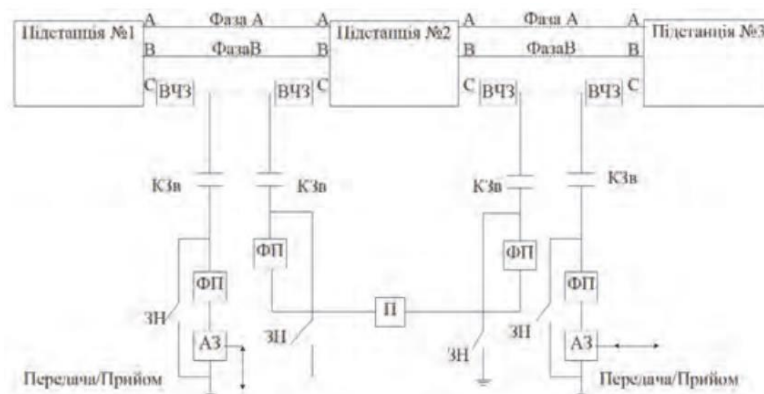 А Фаза А А А Фаза А А
Підстанція №1 Підстанція №2 Підстанція №3
В ФазаВ В В ФазаВ В
С ВЧЗ ВЧЗ С С ВЧЗ ВЧЗ С
КЗв КЗв КЗв КЗв
ФП ФП
ФП ФП
П
ЗН ЗН ЗН ЗН
АЗ АЗ
Передача/Прийом Передача/Прийом